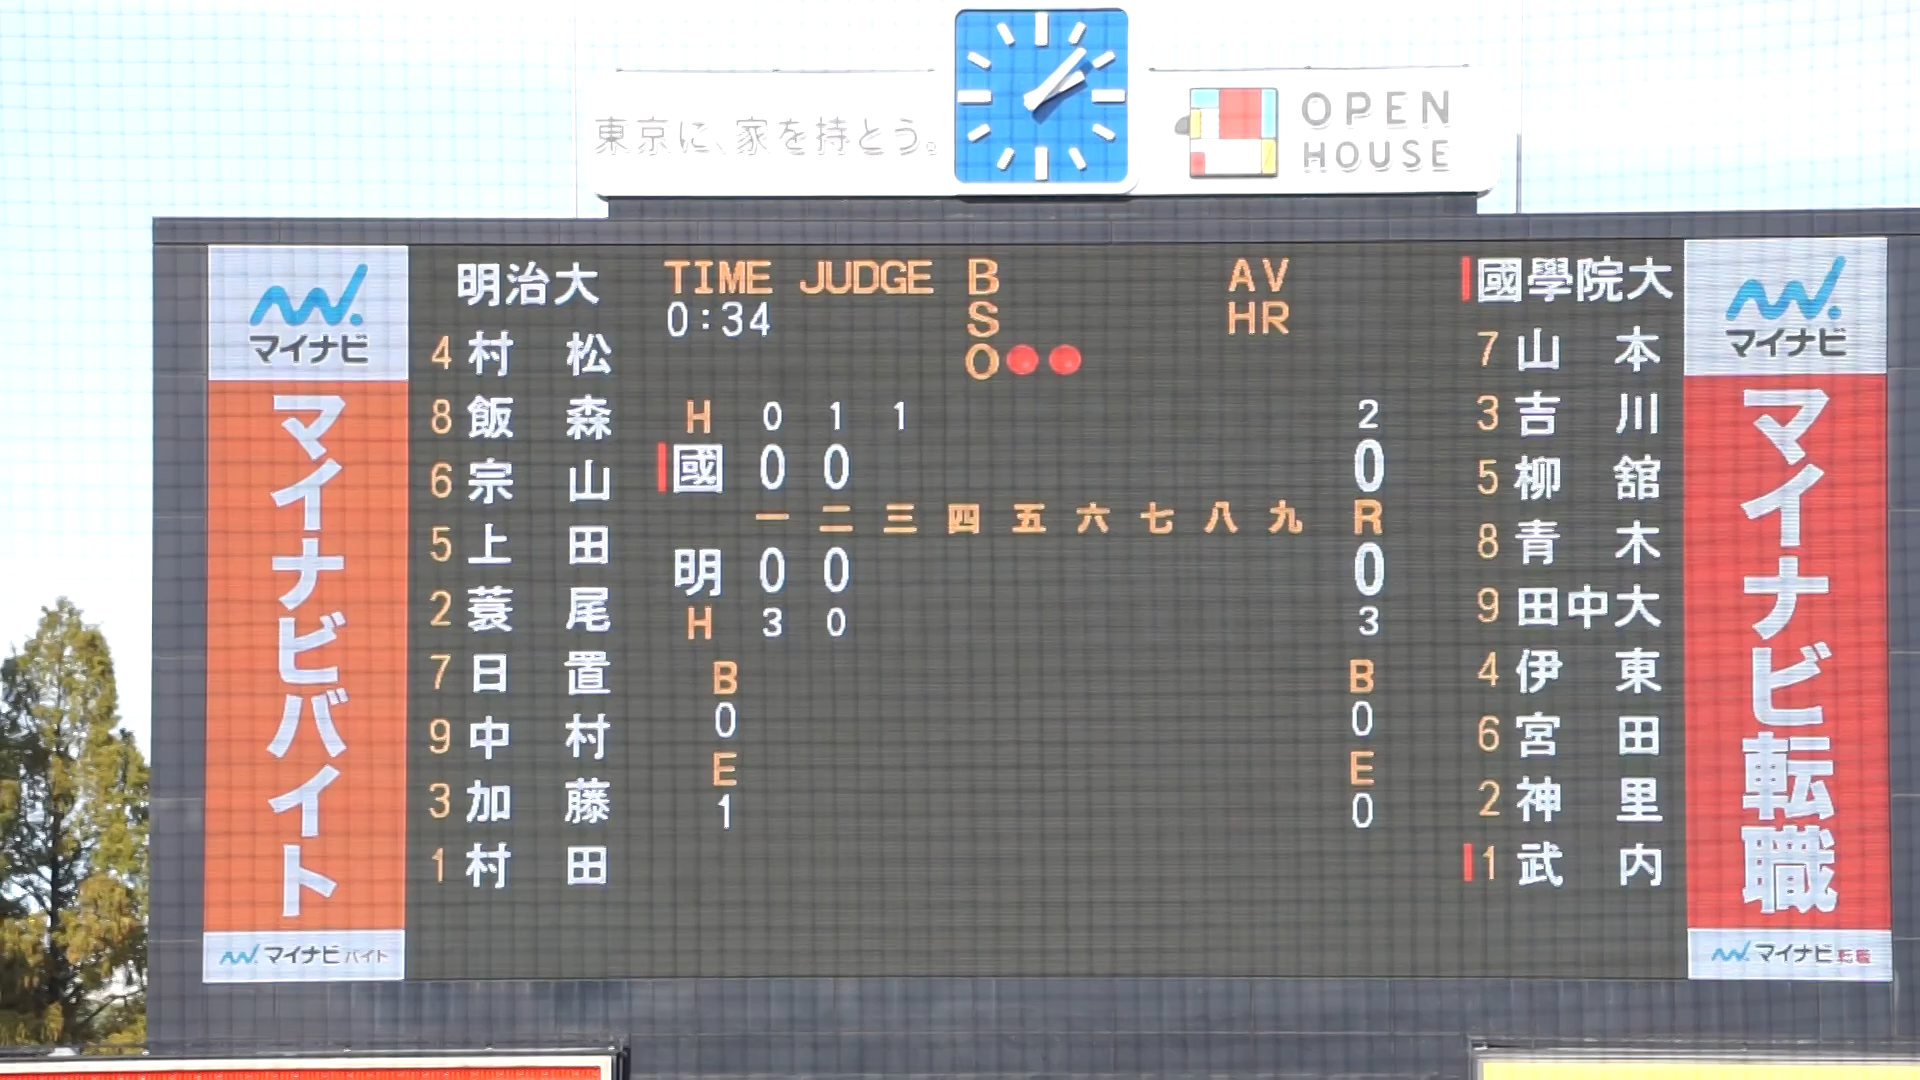 東京に、家を持とう。
OPEN
HOUSE
マイナビ
マイナビバイト
マイナビバイト
明治大
4 村 松
8 飯 森
6 宗 山
5 上 田
2 蓑 尾
7 日 置
9 中 村
3 加 藤
1 村 田
TIME JUDGE
0:34
B
S
O
AV
HR
H 0 1 1 2
國 0 0 0
一 二 三 四 五 六 七 八 九 R
明 0 0 0
H 3 0 3
B B
0 0
E E
1 0
國學院大
7 山 本
3 吉 川
5 柳 舘
8 青 木
9 田中大
4 伊 東
6 宮 田
2 神 里
1 武 内
マイナビ
マイナビ転職
マイナビ転職